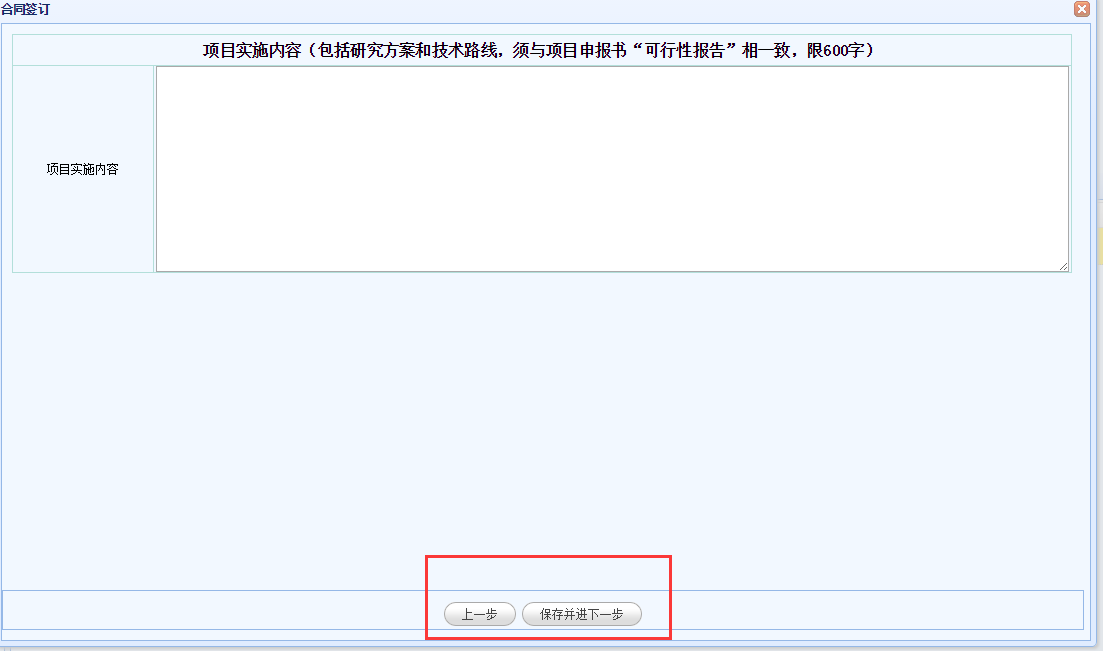 合同签订
项目实施内容（包括研究方案和技术路线，须与项目申报书“可行性报告”相一致，限600字）
项目实施内容
上一步
保存并进下一步